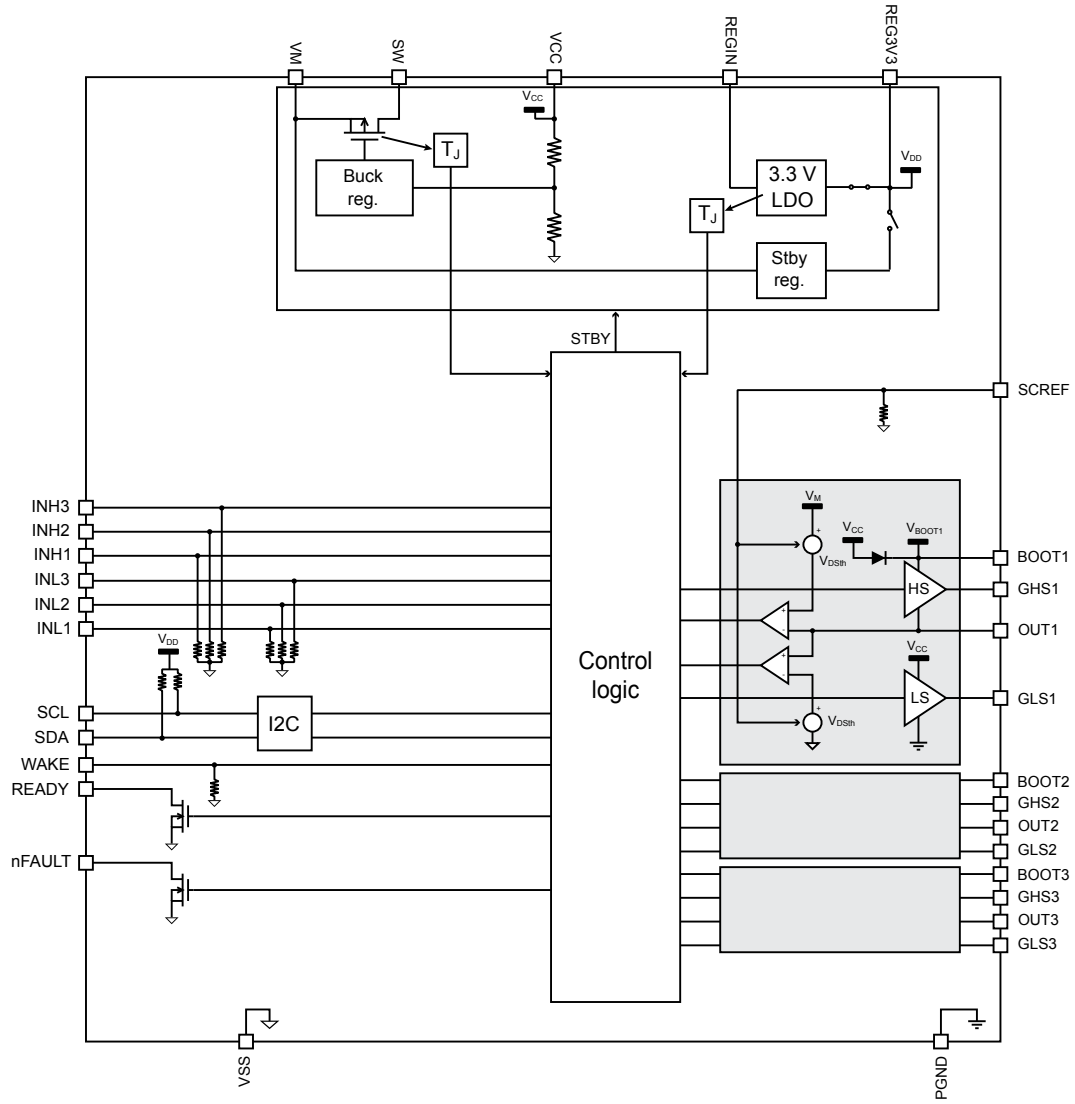 VM
SW
VCC
REGIN
REG3V3
VCC
TJ
Buck
reg.
3.3 V
LDO
VDD
TJ
Stby
reg.
STBY
SCREF
INH3
INH2
INH1
INL3
INL2
INL1
VDD
SCL
SDA
WAKE
READY
nFAULT
I2C
Control
logic
VM
+
VDSth
VCC
VBOOT1
HS
+
-
+
-
VCC
LS
+
VDSth
BOOT1
GHS1
OUT1
GLS1
BOOT2
GHS2
OUT2
GLS2
BOOT3
GHS3
OUT3
GLS3
VSS
PGND